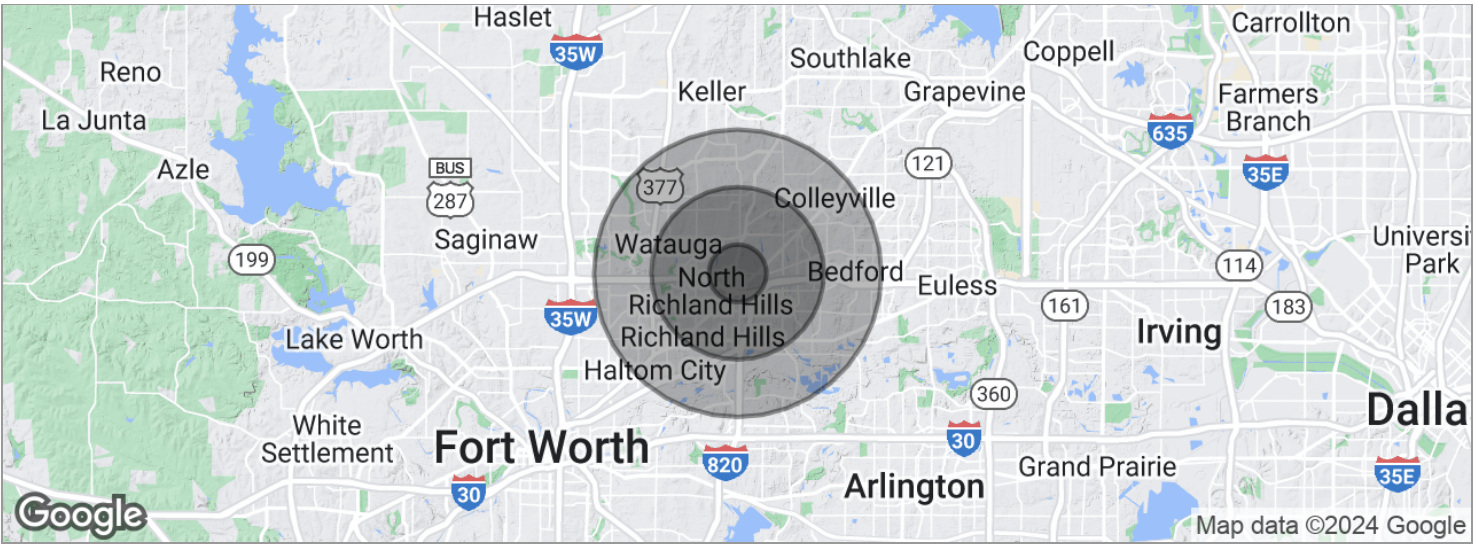 Haslet
Carrollton
35W
Coppell
Southlake
Reno
Keller
Grapevine
Farmers
Branch
La Junta
635
Azle
BUS
287
121
35E
377
Colleyville
Saginaw
Watauga
Universi
Park
199
North
Richland Hills
Bedford
Euless
114
161
183
35W
Irving
Lake Worth
Richland Hills
Haltom City
360
Dalla
White
Settlement
Fort Worth
30
820
Grand Prairie
35E
Arlington
30
Google
Map data ©2024 Google